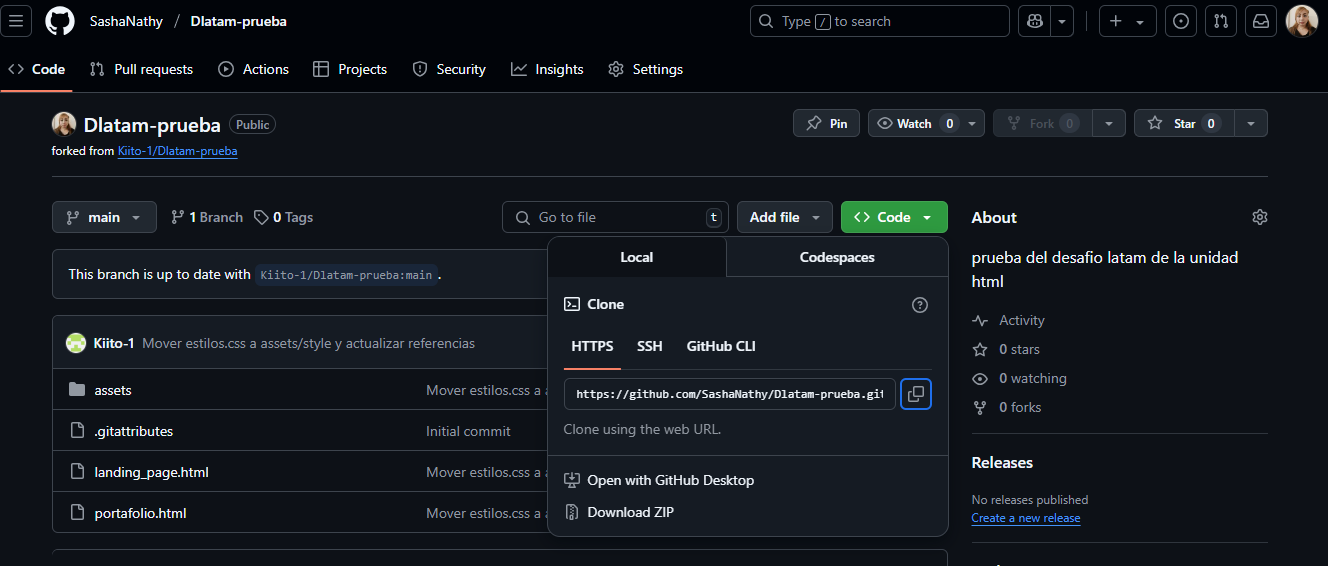 SashaNathy / Dlatam-prueba
Type / to search
Code
Pull requests
Actions
Projects
Security
Insights
Settings
Dlatam-prueba Public
Pin
Watch 0
Fork 0
Star 0
forked from Kiito-1/Dlatam-prueba
main
1 Branch
0 Tags
Go to file t
Add file
Code
This branch is up to date with Kiito-1/Dlatam-prueba:main .
Kiito-1 Mover estilos.css a assets/style y actualizar referencias
assets Mover estilos.css a a
.gitattributes Initial commit
landing_page.html Mover estilos.css a a
portafolio.html Mover estilos.css a a
Local
Codespaces
Clone
HTTPS
SSH
GitHub CLI
https://github.com/SashaNathy/Dlatam-prueba.git
Clone using the web URL.
Open with GitHub Desktop
Download ZIP
About
prueba del desafio latam de la unidad
html
Activity
0 stars
0 watching
0 forks
Releases
No releases published
Create a new release